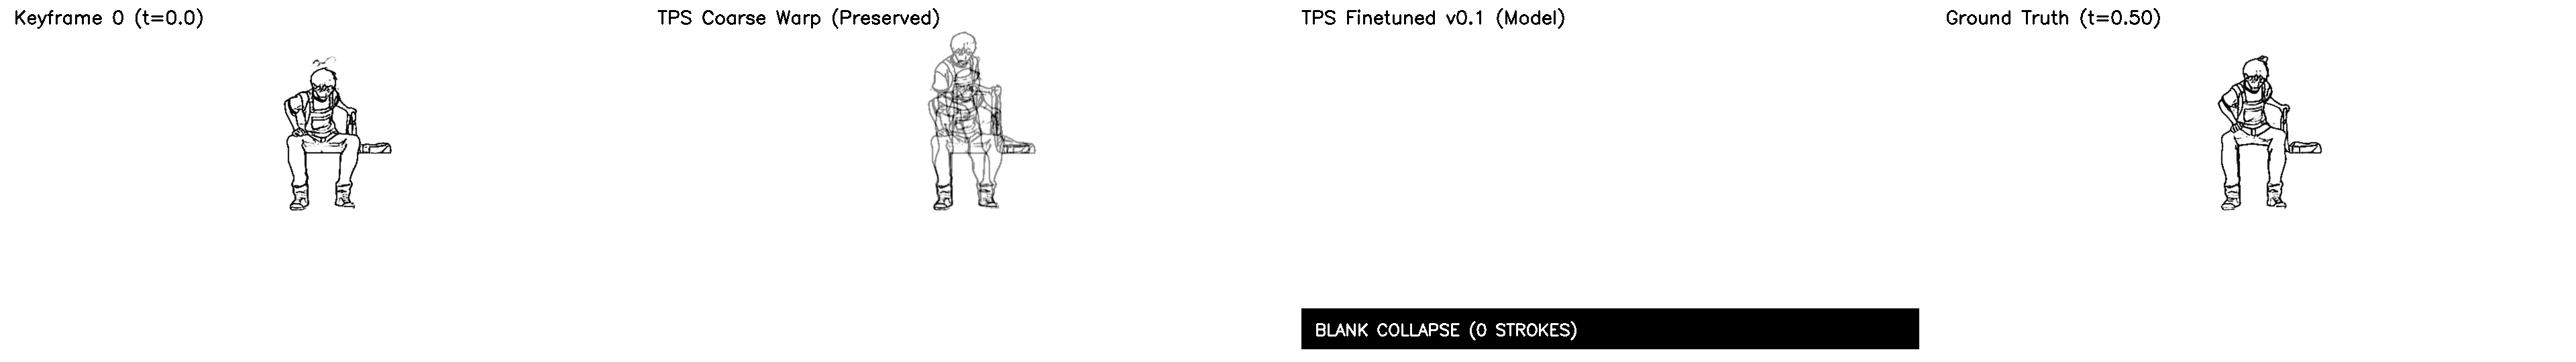 Keyframe 0 (t=0.0)
TPS Coarse Warp (Preserved)
TPS Finetuned v0.1 (Model)
Ground Truth (t=0.50)
BLANK COLLAPSE (0 STROKES)